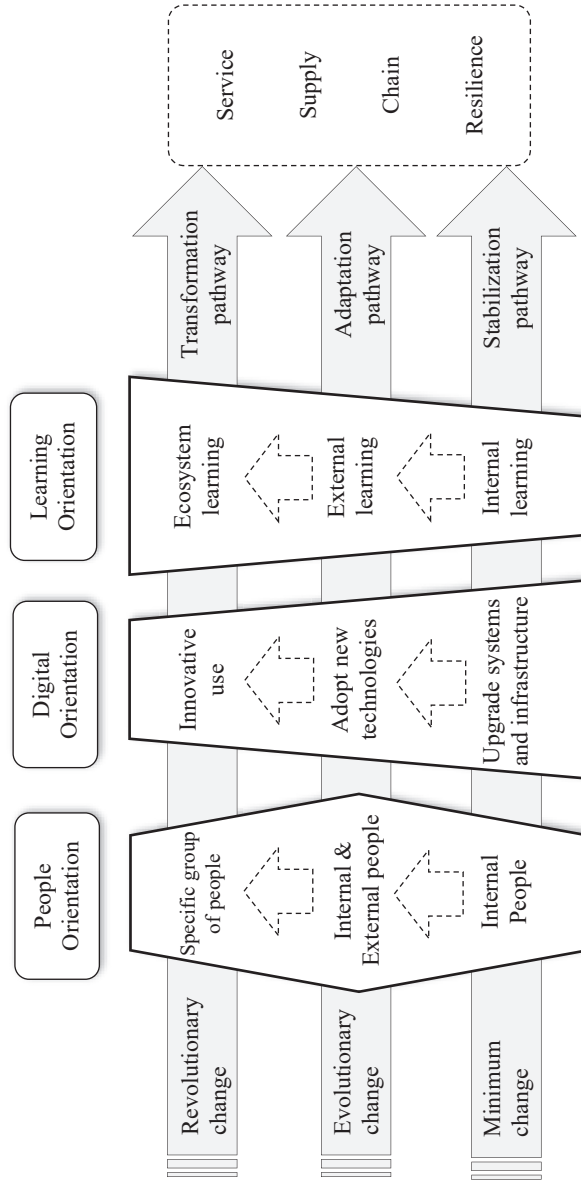 People
Orientation
Digital
Orientation
Learning
Orientation
Revolutionary
change
Specific group
of people
Innovative
use
Ecosystem
learning
Transformation
pathway
Evolutionary
change
Internal &
External people
Adopt new
technologies
External
learning
Adaptation
pathway
Minimum
change
Internal
People
Upgrade systems
and infrastructure
Internal
learning
Stabilization
pathway
Service
Supply
Chain
Resilience